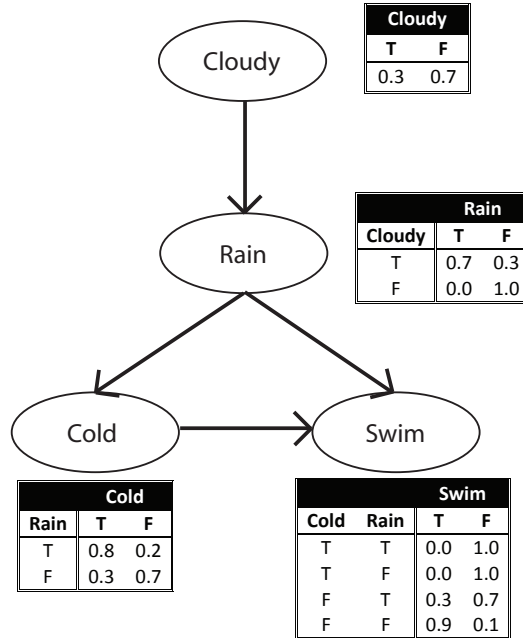 Cloudy
Cloudy
T F
0.3 0.7
Rain
Rain
Cloudy T F
T 0.7 0.3
F 0.0 1.0
Cold
Swim
Cold
Rain T F
T 0.8 0.2
F 0.3 0.7
Swim
Cold Rain T F
T T 0.0 1.0
T F 0.0 1.0
F T 0.3 0.7
F F 0.9 0.1